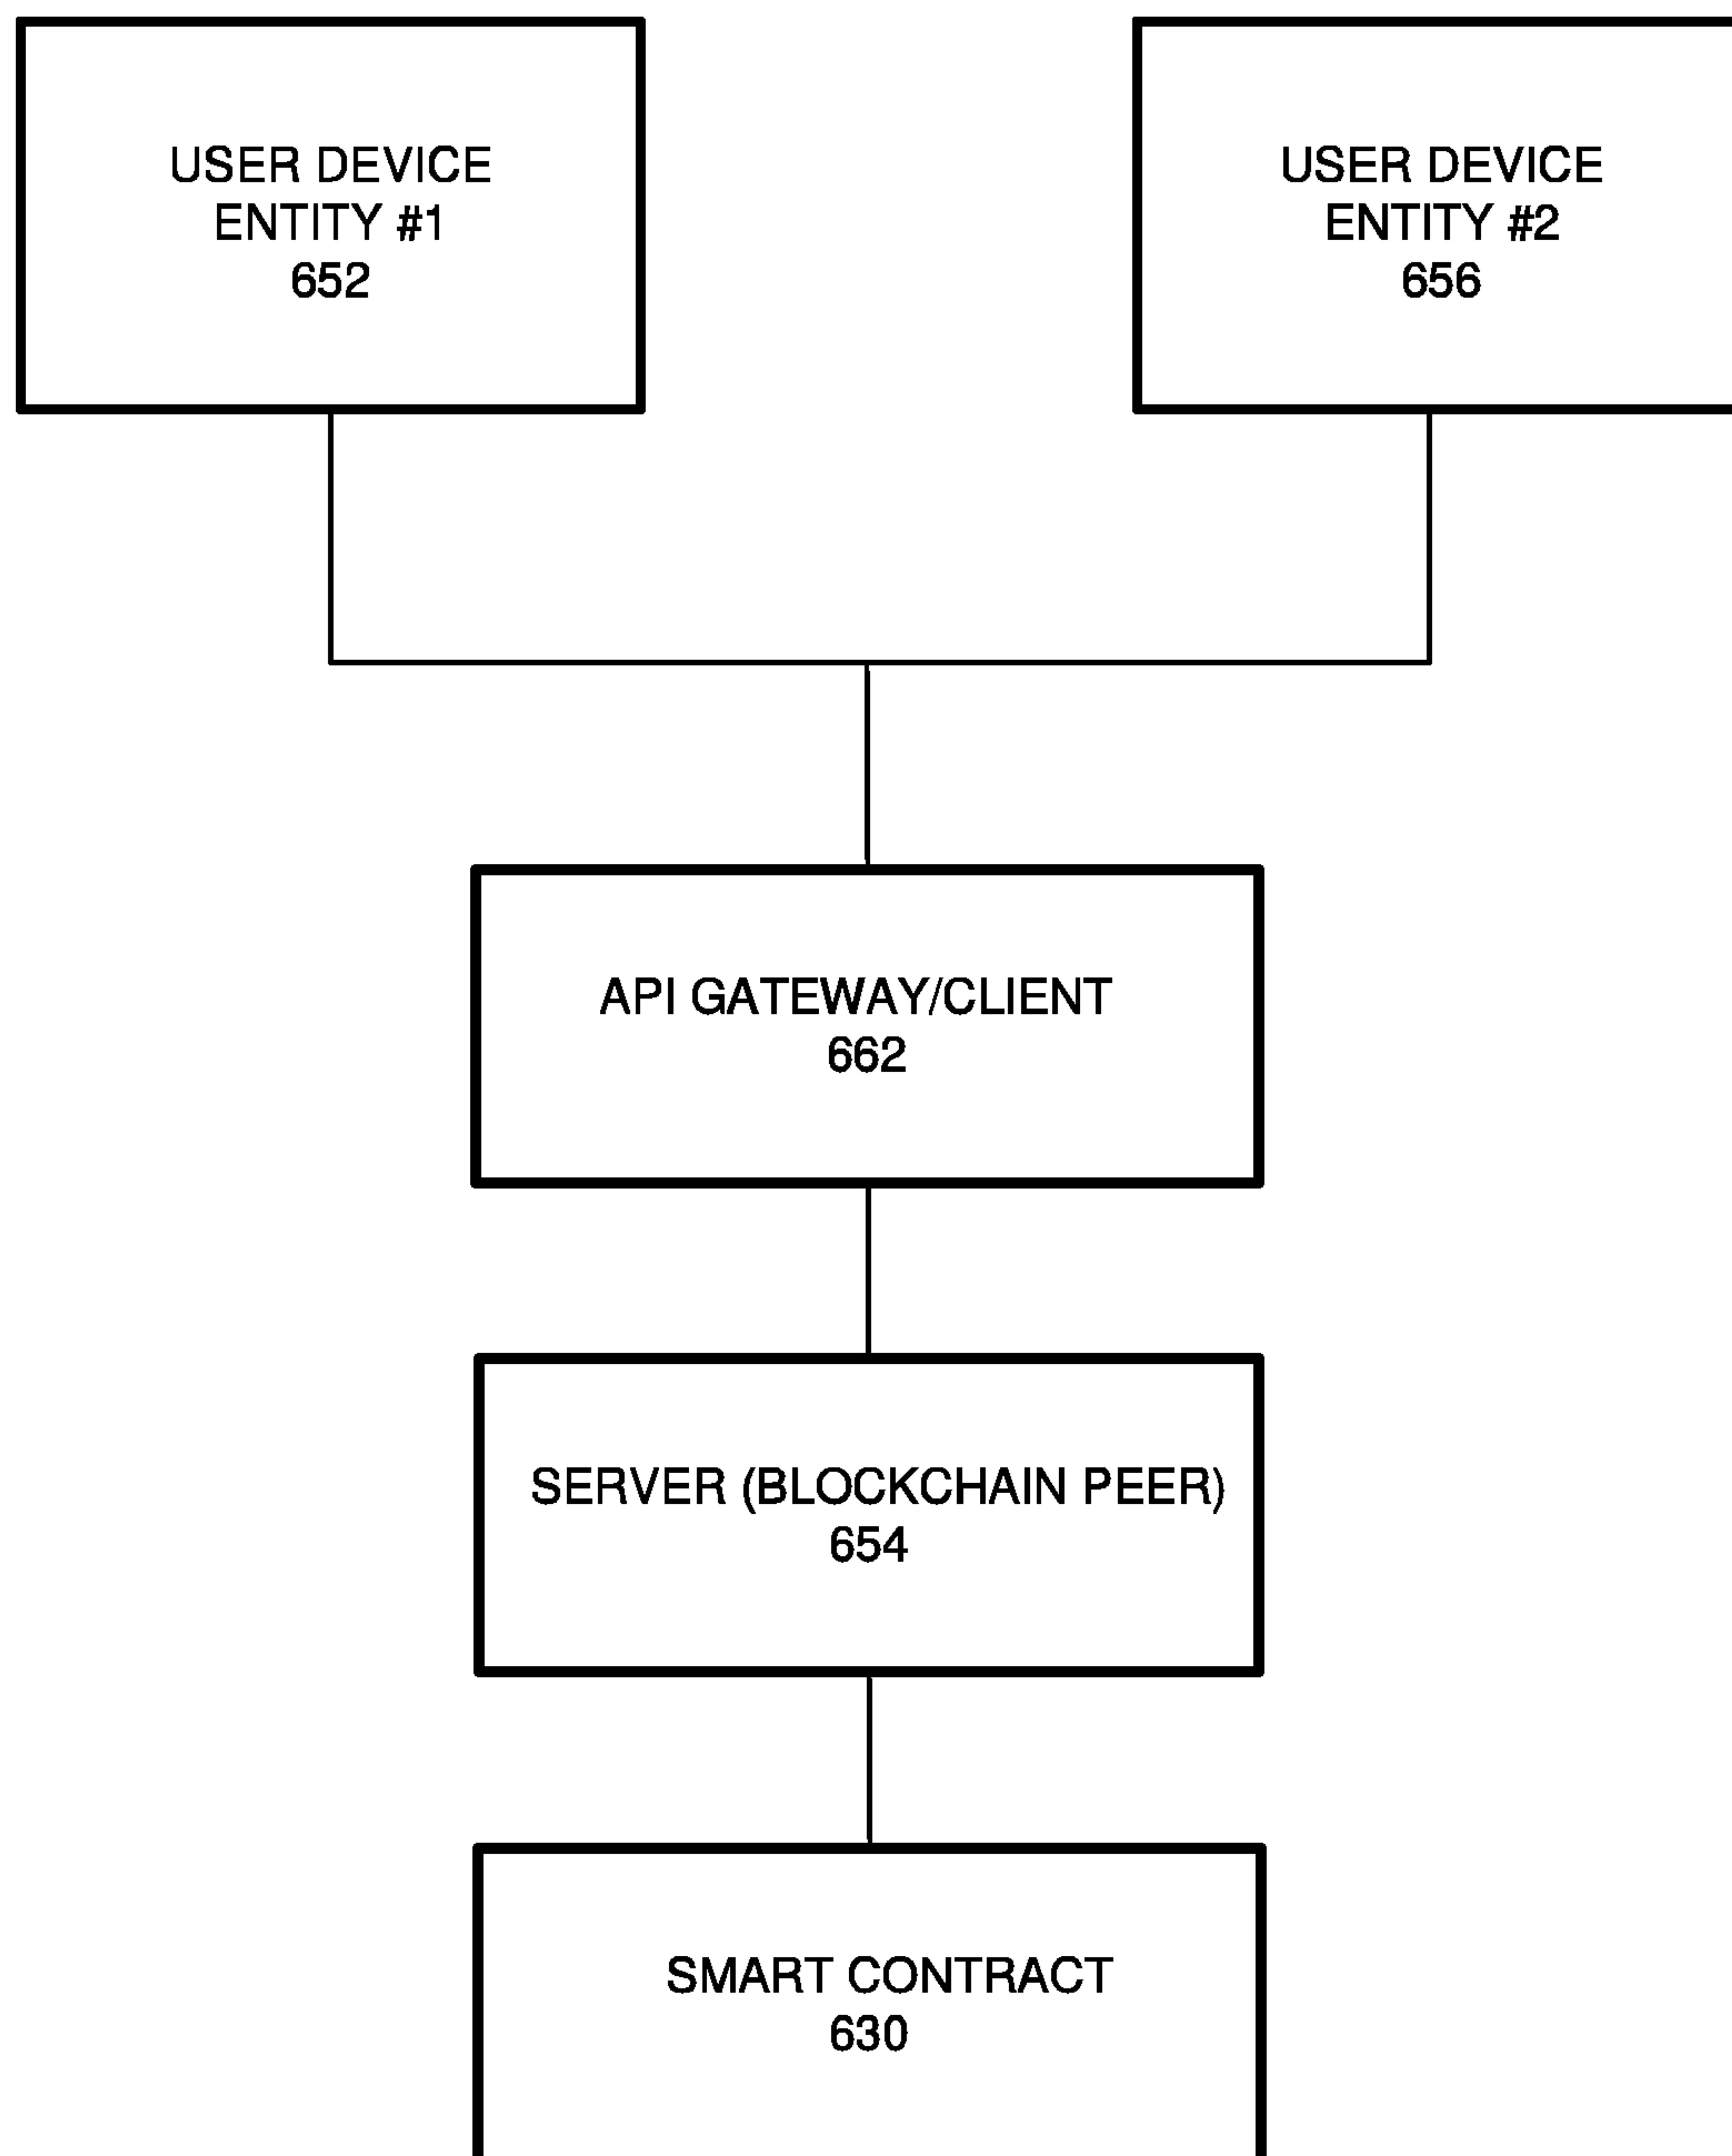 USER DEVICE
ENTITY #1
652
USER DEVICE
ENTITY #2
656
API GATEWAY/CLIENT
662
SERVER (BLOCKCHAIN PEER)
654
SMART CONTRACT
630